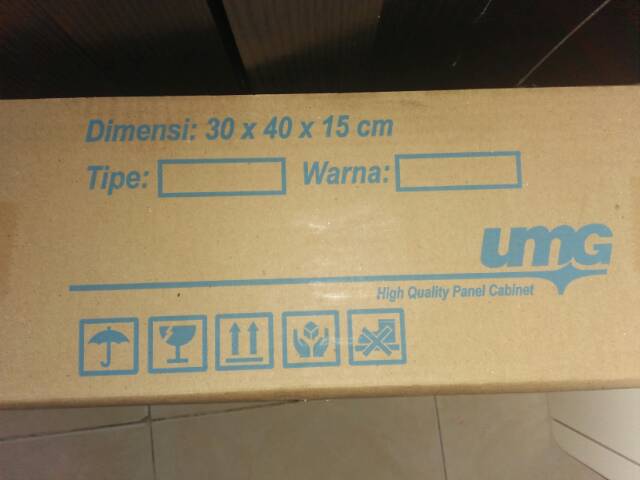 Dimensi: 30 x 40 x 15 cm
Tipe: Warna:
umG
High Quality Panel Cabinet